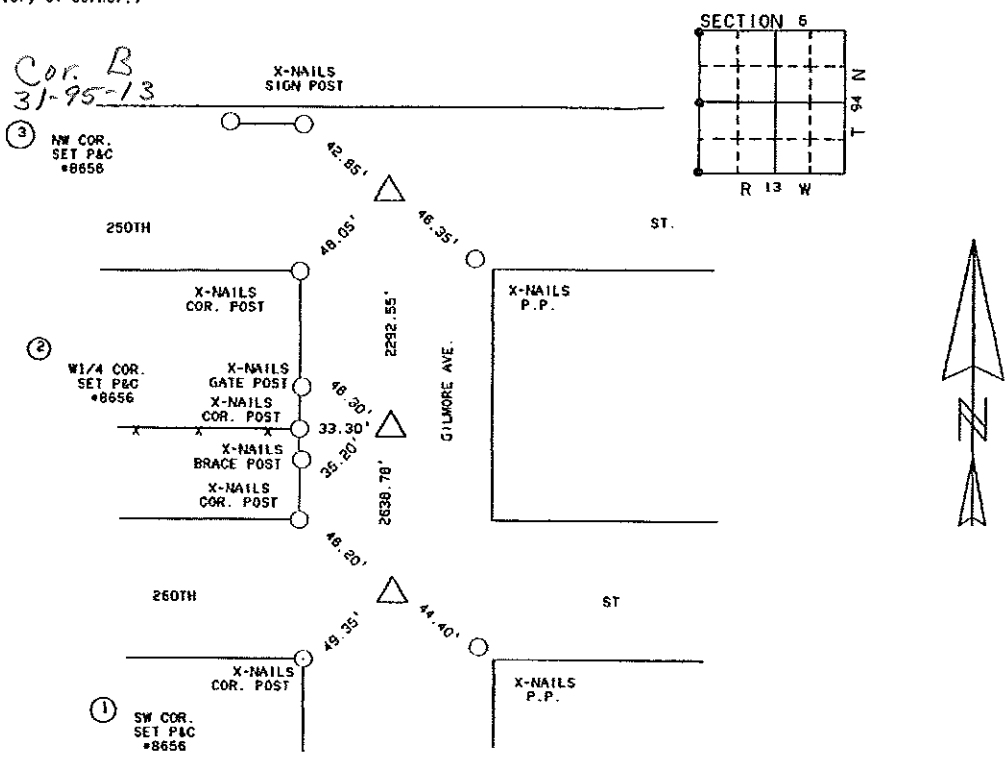 SECTION 6
T 94 N
R 13 W
Cor. B
31-95-13
X-NAILS
SIGN POST
3
NW COR.
SET P&C
#8656
42.85'
46.35'
48.05'
250TH
ST.
X-NAILS
COR. POST
X-NAILS
P.P.
2292.55'
GILMORE AVE.
2
W1/4 COR.
SET P&C
#8656
X-NAILS
GATE POST
X-NAILS
COR. POST
X X X
X-NAILS
BRACE POST
X-NAILS
COR. POST
48.30'
33.30'
35.20'
2638.78'
N
46.20'
260TH
ST
49.35'
44.40'
X-NAILS
COR. POST
X-NAILS
P.P.
1
SW COR.
SET P&C
#8656